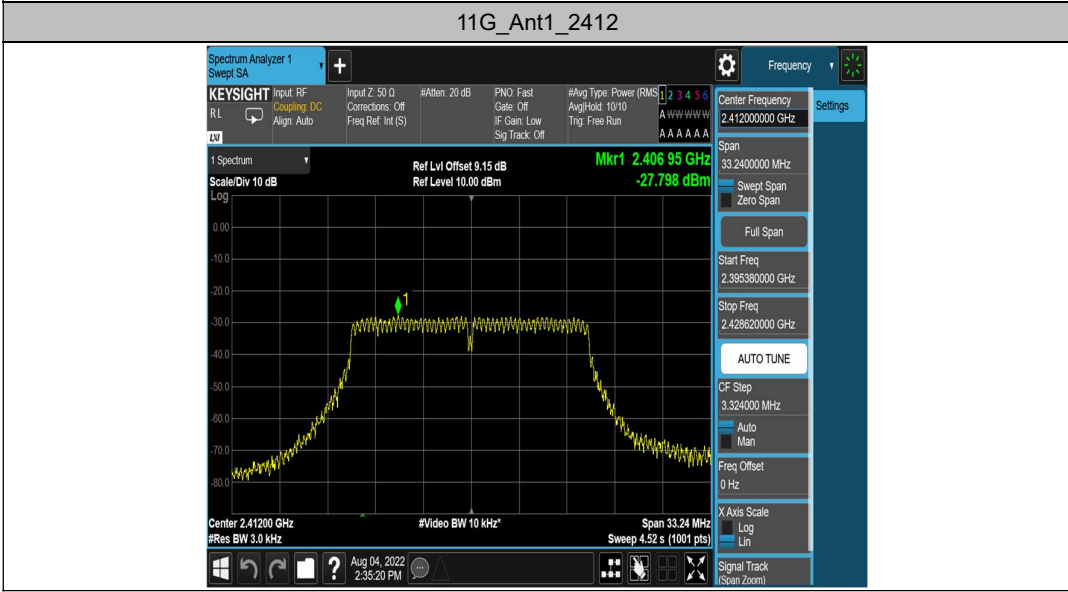 11G_Ant1_2412
Spectrum Analyzer 1
Swept SA
Frequency
KEYSIGHT
RL
LXI
Input: RF
Coupling: DC
Align: Auto
Input Z: 50 Ω
Corrections: Off
Freq Ref: Int (S)
#Atten: 20 dB
PNO: Fast
Gate: Off
IF Gain: Low
Sig Track: Off
#Avg Type: Power (RMS
Avg|Hold: 10/10
Trig: Free Run
1 2 3 4 5 6
A W W W W W
A A A A A A
1 Spectrum
Scale/Div 10 dB
Log
Ref Lvl Offset 9.15 dB
Ref Level 10.00 dBm
Mkr1 2.406 95 GHz
-27.798 dBm
0.00
-10.0
-20.0
-30.0
-40.0
-50.0
-60.0
-70.0
-80.0
1
Center 2.41200 GHz
#Res BW 3.0 kHz
#Video BW 10 kHz*
Span 33.24 MHz
Sweep 4.52 s (1001 pts)
Center Frequency
2.412000000 GHz
Settings
Span
33.2400000 MHz
Swept Span
Zero Span
Full Span
Start Freq
2.395380000 GHz
Stop Freq
2.428620000 GHz
AUTO TUNE
CF Step
3.324000 MHz
Auto
Man
Freq Offset
0 Hz
X Axis Scale
Log
Lin
Signal Track
(Span Zoom)
?
Aug 04, 2022
2:35:20 PM